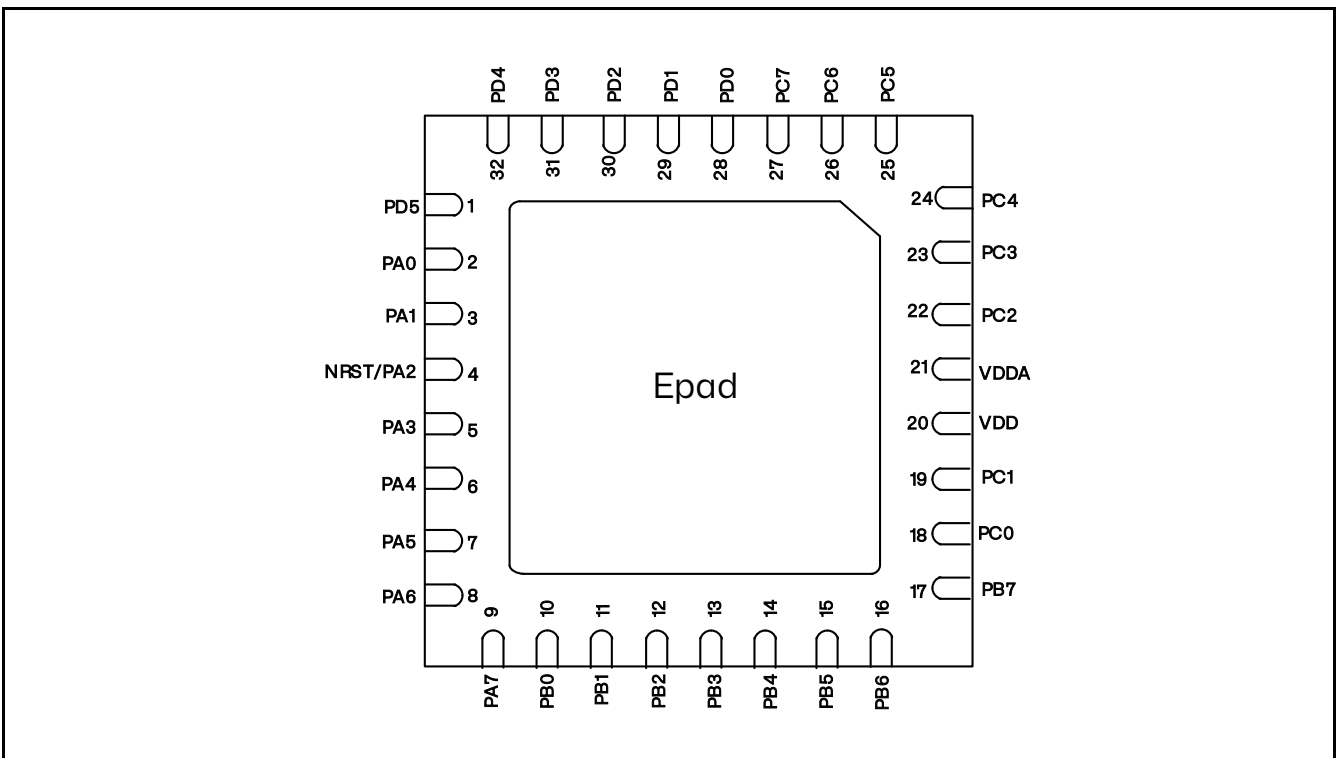 PD4 PD3 PD2 PD1 PD0 PC7 PC6 PC5
32 31 30 29 28 27 26 25
PD5 1 24 PC4
PA0 2 23 PC3
PA1 3 22 PC2
NRST/PA2 4 21 VDDA
Epad
PA3 5 20 VDD
PA4 6 19 PC1
PA5 7 18 PC0
PA6 8 17 PB7
9 10 11 12 13 14 15 16
PA7 PB0 PB1 PB2 PB3 PB4 PB5 PB6